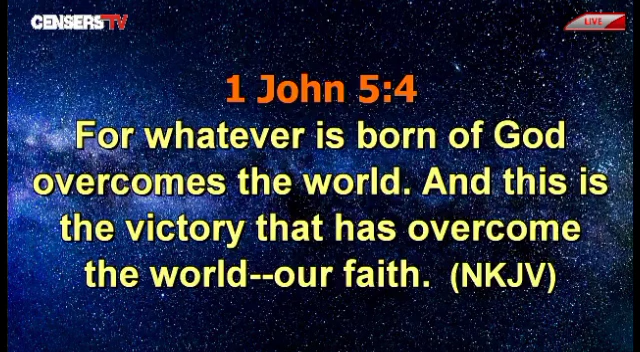 CENSERSTV
LIVE
1 John 5:4
For whatever is born of God
overcomes the world. And this is
the victory that has overcome
the world--our faith. (NKJV)